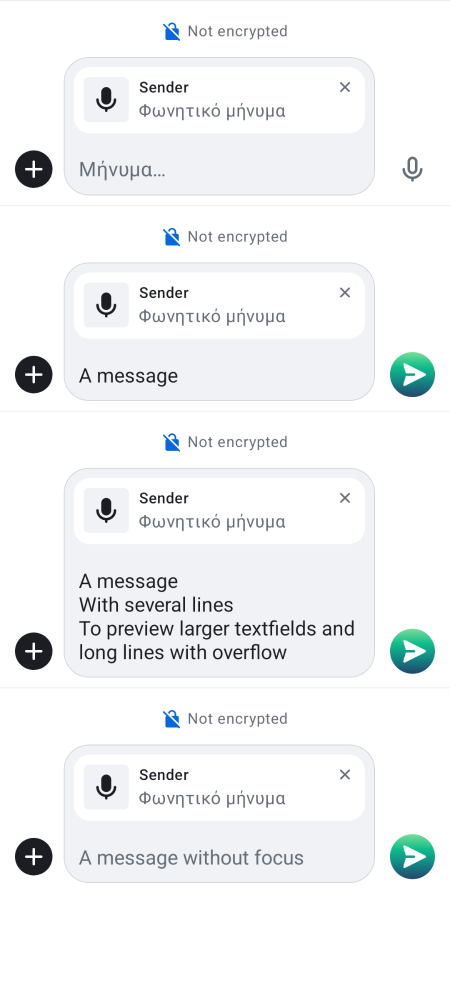 Not encrypted
Sender
Φωνητικό μήνυμα
Μήνυμα...
Not encrypted
Sender
Φωνητικό μήνυμα
A message
Not encrypted
Sender
Φωνητικό μήνυμα
A message
With several lines
To preview larger textfields and
long lines with overflow
Not encrypted
Sender
Φωνητικό μήνυμα
A message without focus